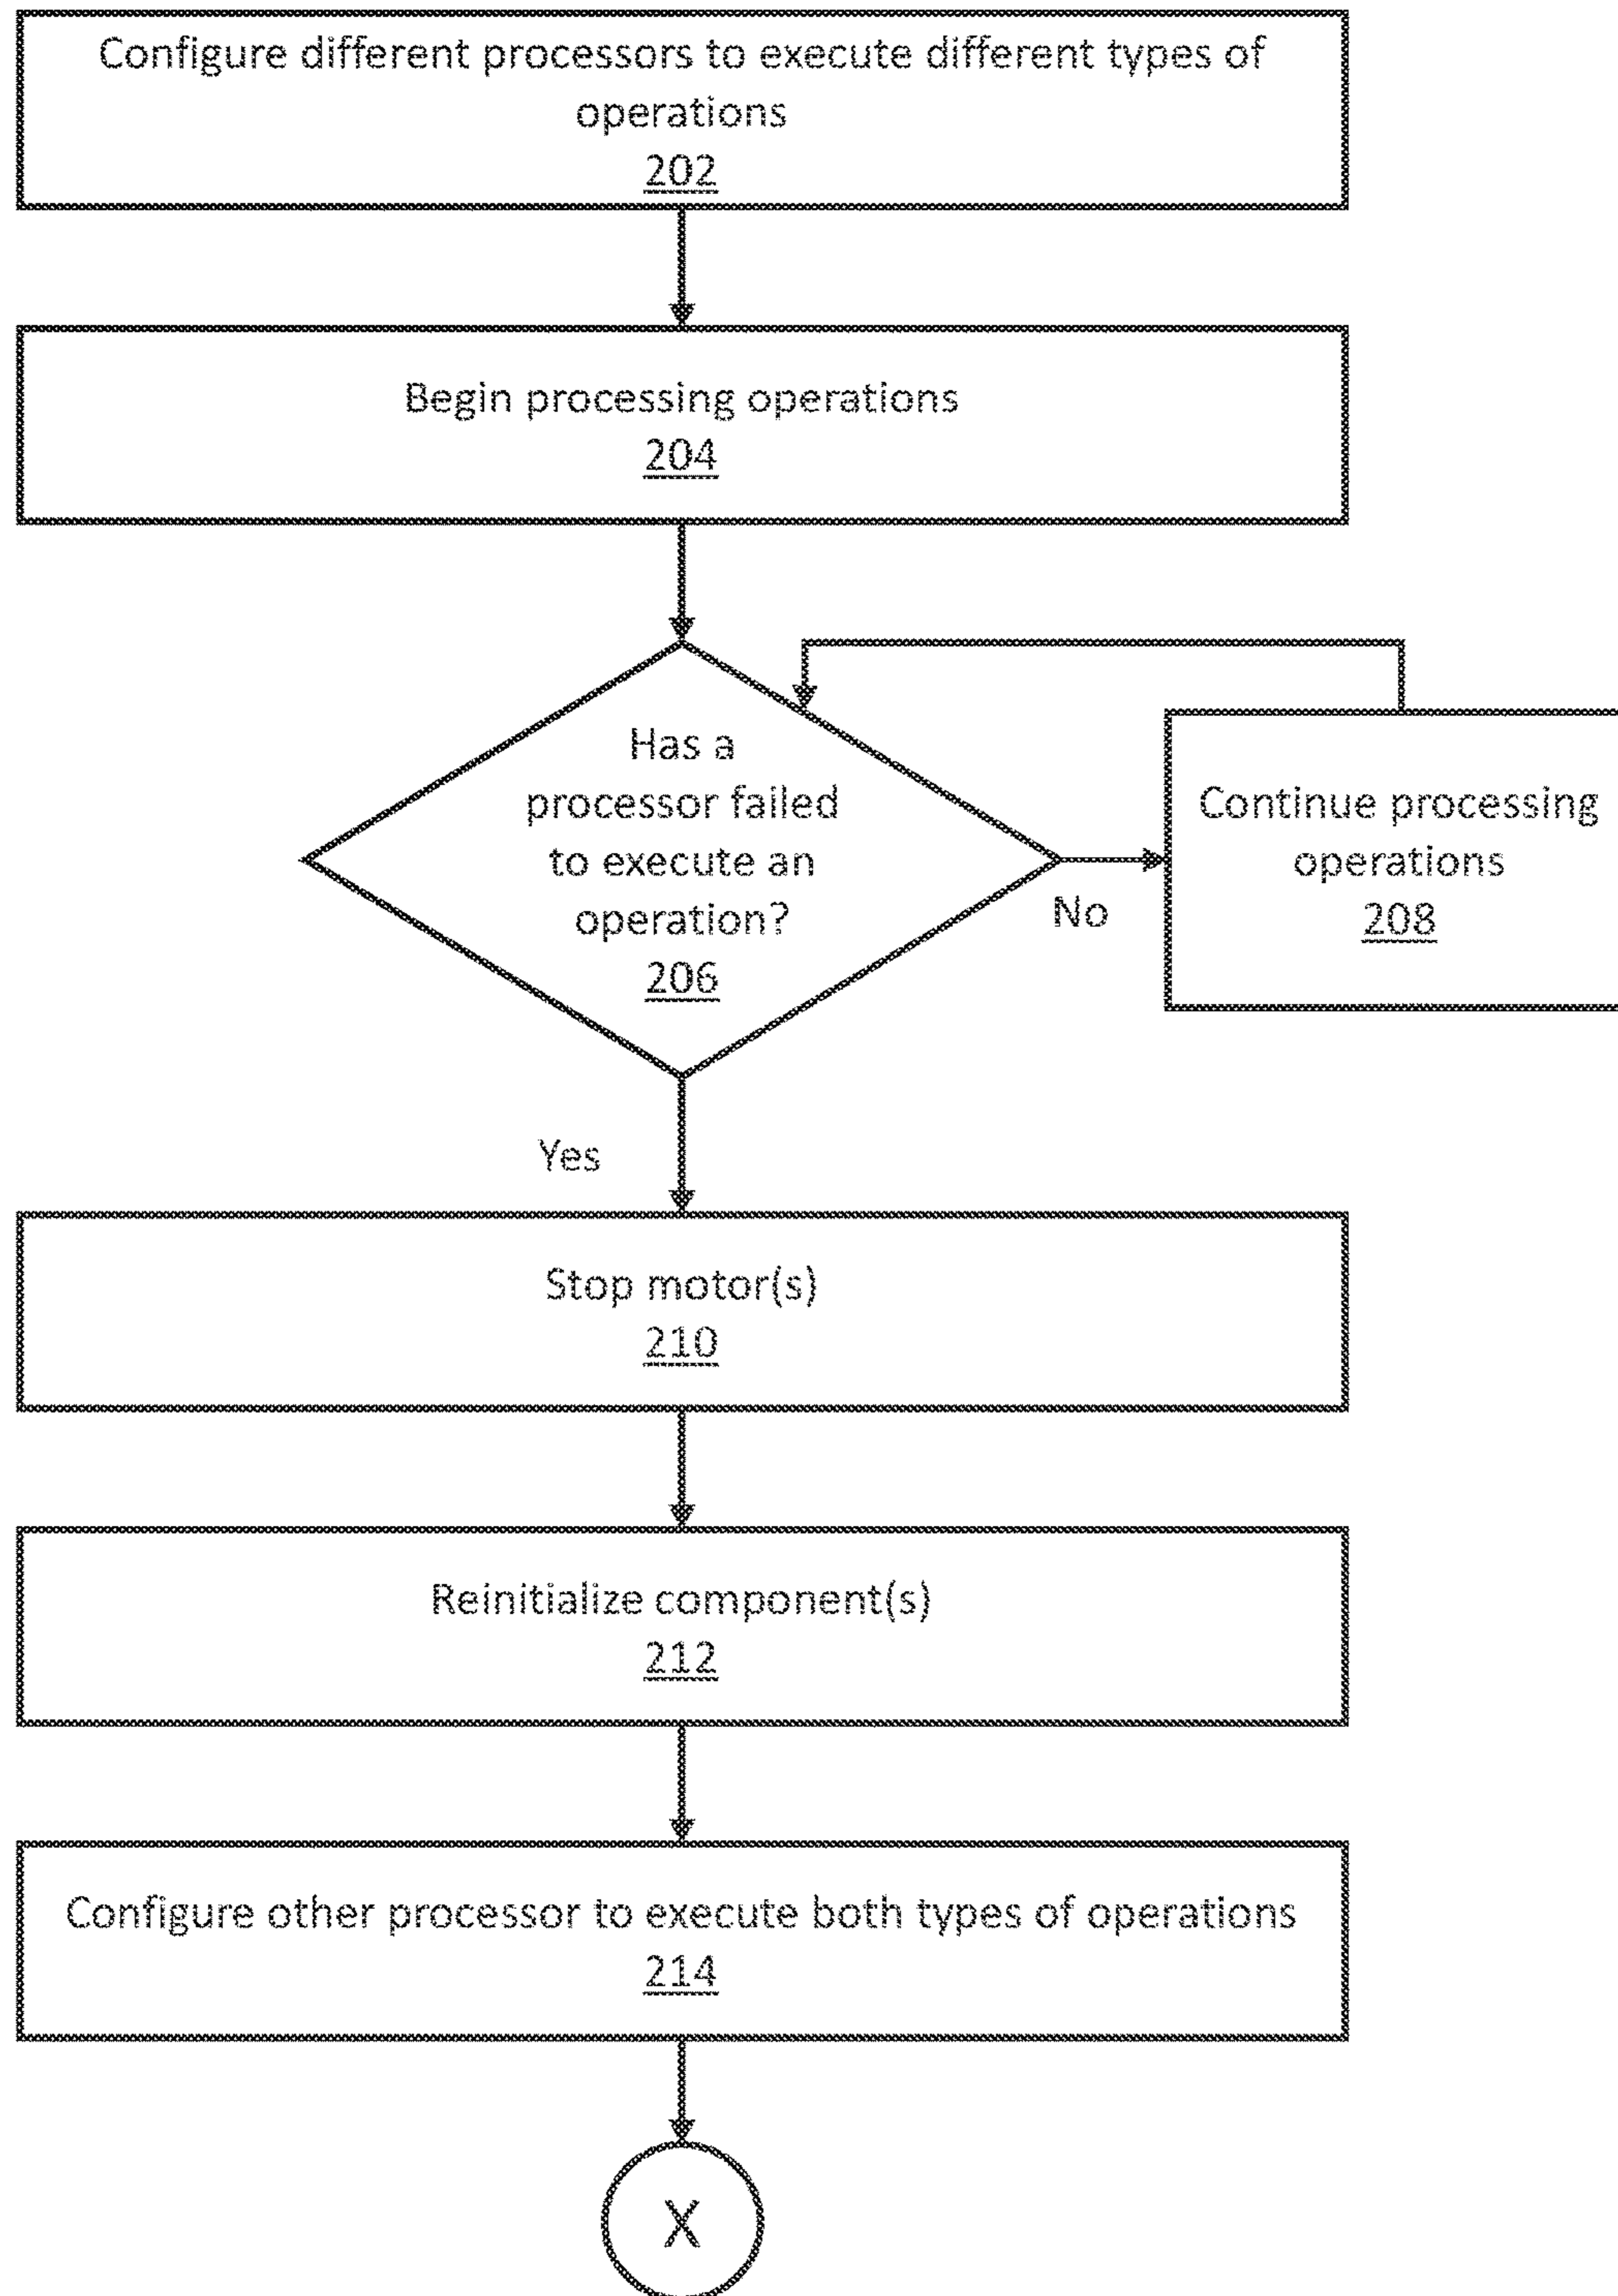 Configure different processors to execute different types of
operations
202
Begin processing operations
204
Has a
processor failed
to execute an
operation?
206
No
Continue processing
operations
208
Yes
Stop motor(s)
210
Reinitialize component(s)
212
Configure other processor to execute both types of operations
214
X